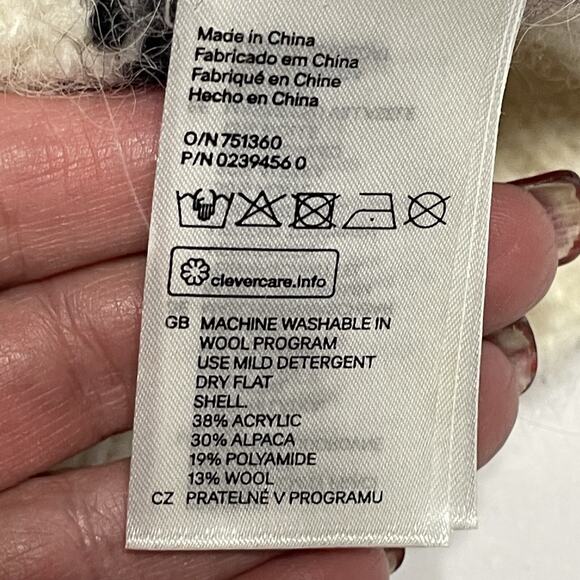 Made in China
Fabricado em China
Fabriqué en Chine
Hecho en China
O/N 751360
P/N 0239456 0
clevercare.info
GB MACHINE WASHABLE IN
WOOL PROGRAM
USE MILD DETERGENT
DRY FLAT
SHELL
38% ACRYLIC
30% ALPACA
19% POLYAMIDE
13% WOOL
CZ PRATELNÉ V PROGRAMU